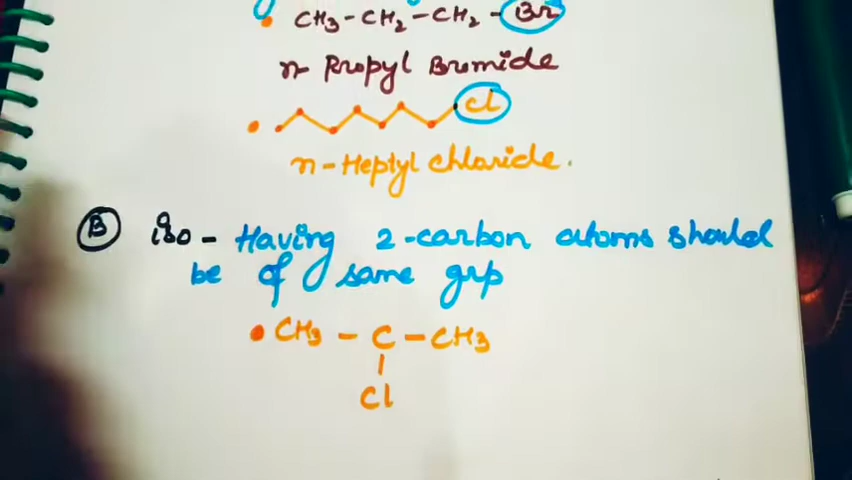 CH3-CH2-CH2-Br
n- Propyl Bromide
Cl
n-Heptyl chloride.
B iso- Having 2-carbon atoms should
be of same grp
CH3 - C - CH3
|
Cl